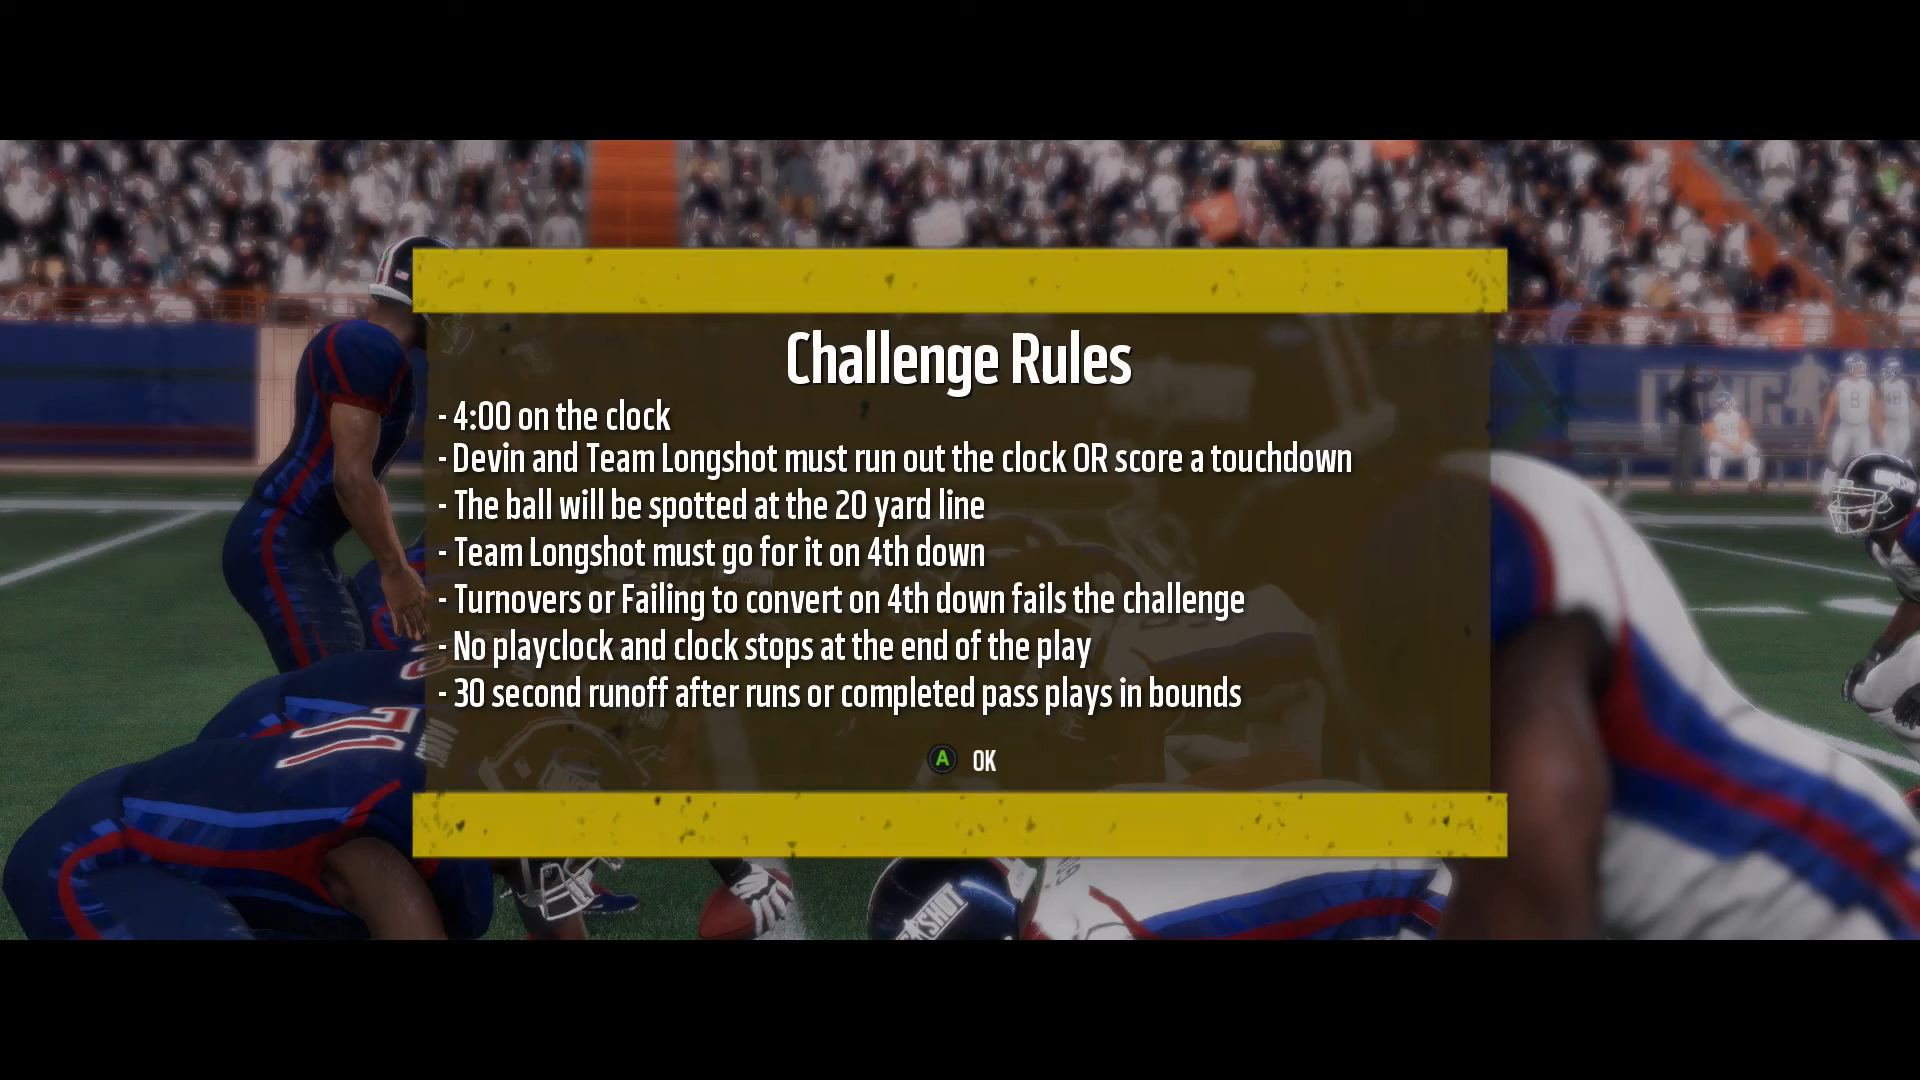 Challenge Rules
- 4:00 on the clock
- Devin and Team Longshot must run out the clock OR score a touchdown
- The ball will be spotted at the 20 yard line
- Team Longshot must go for it on 4th down
- Turnovers or Failing to convert on 4th down fails the challenge
- No playclock and clock stops at the end of the play
- 30 second runoff after runs or completed pass plays in bounds
A OK
71
SHOT